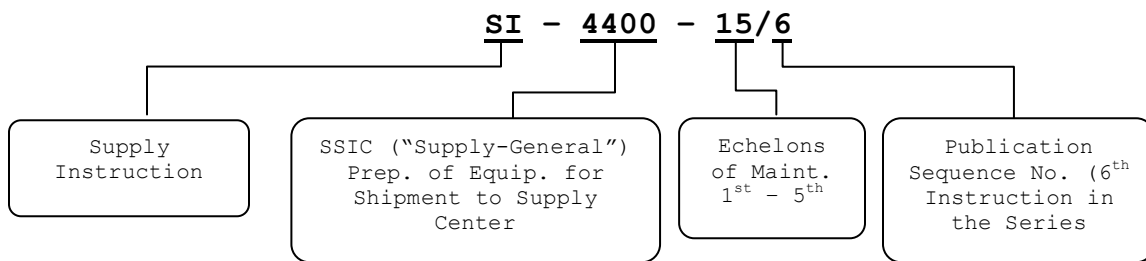 SI – 4400 – 15/6
Supply
Instruction
SSIC (“Supply-General”)
Prep. of Equip. for
Shipment to Supply
Center
Echelons
of Maint.
1st – 5th
Publication
Sequence No. (6th
Instruction in
the Series